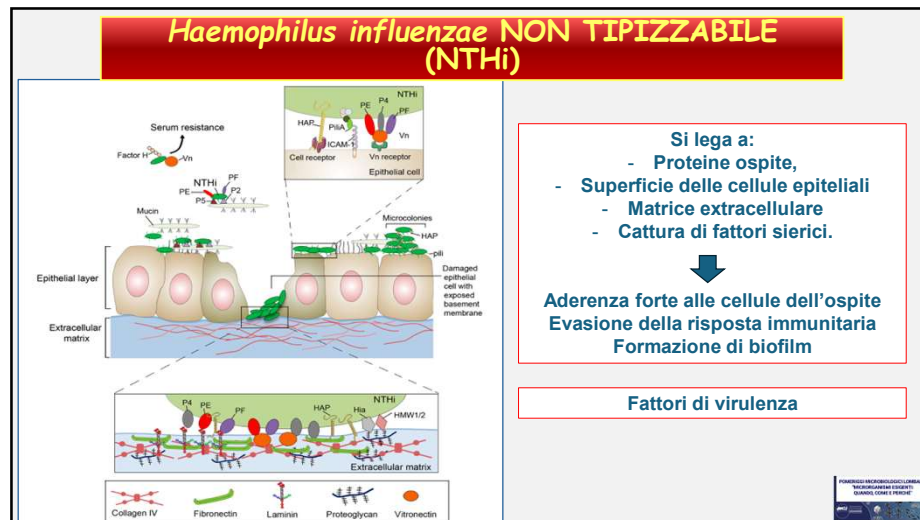 Haemophilus influenzae NON TIPIZZABILE
(NTHi)
Serum resistance
Factor H
Vn
NTHi
PF
PE
P2
P5
Mucin
PE
P4
PF
NTHi
HAP
PiliA
Vn
ICAM-1
Cell receptor
Vn receptor
Epithelial cell
Microcolonies
HAP
pili
Epithelial layer
Damaged
epithelial
cell with
exposed
basement
membrane
Extracellular
matrix
P4
PE
PF
HAP
NTHi
Hia
HMW1/2
Extracellular matrix
Collagen IV
Fibronectin
Laminin
Proteoglycan
Vitronectin
Si lega a:
- Proteine ospite,
- Superficie delle cellule epiteliali
- Matrice extracellulare
- Cattura di fattori sierici.
Aderenza forte alle cellule dell'ospite
Evasione della risposta immunitaria
Formazione di biofilm
Fattori di virulenza
POMERIGGI MICROBIOLOGICI LOMBAR
"MICRORGANISMI ESIGENTI:
QUANDO, COME E PERCHÉ"